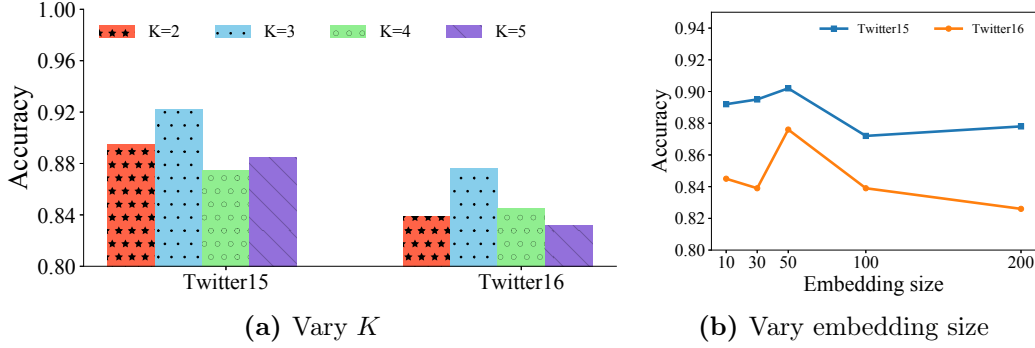 1.00
0.96
0.92
0.88
0.84
0.80
Accuracy
K=2 K=3 K=4 K=5
Twitter15 Twitter16
(a) Vary K
0.94
0.92
0.90
0.88
0.86
0.84
0.82
0.80
Accuracy
Twitter15 Twitter16
10 30 50 100 200
Embedding size
(b) Vary embedding size